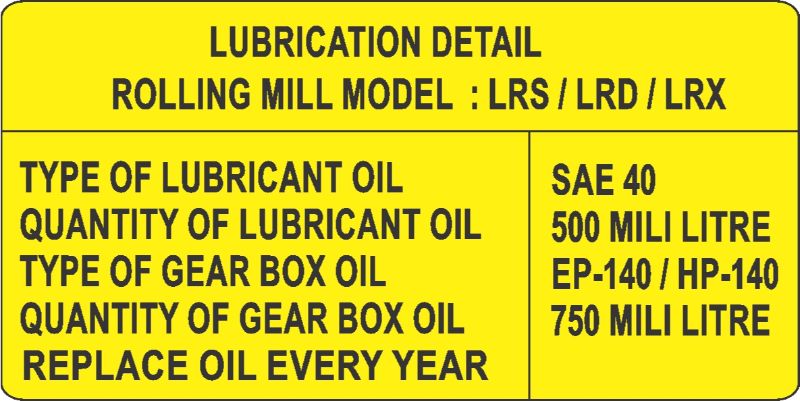 LUBRICATION DETAIL
ROLLING MILL MODEL : LRS / LRD / LRX
TYPE OF LUBRICANT OIL SAE 40
QUANTITY OF LUBRICANT OIL 500 MILI LITRE
TYPE OF GEAR BOX OIL EP-140 / HP-140
QUANTITY OF GEAR BOX OIL 750 MILI LITRE
REPLACE OIL EVERY YEAR